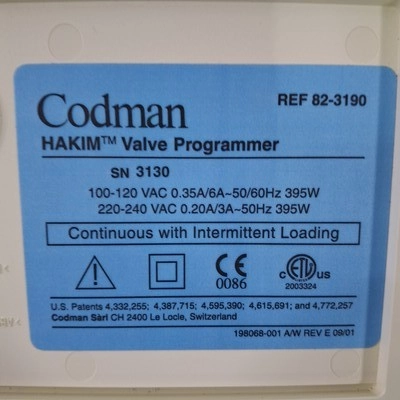 Codman
REF 82-3190
HAKIM™ Valve Programmer
SN 3130
100-120 VAC 0.35A/6A~50/60Hz 395W
220-240 VAC 0.20A/3A~50Hz 395W
Continuous with Intermittent Loading
CE
0086
c ETL us
2003324
U.S. Patents 4,332,255; 4,387,715; 4,595,390; 4,615,691; and 4,772,257
Codman Sàrl CH 2400 Le Locle, Switzerland
198068-001 A/W REV E 09/01